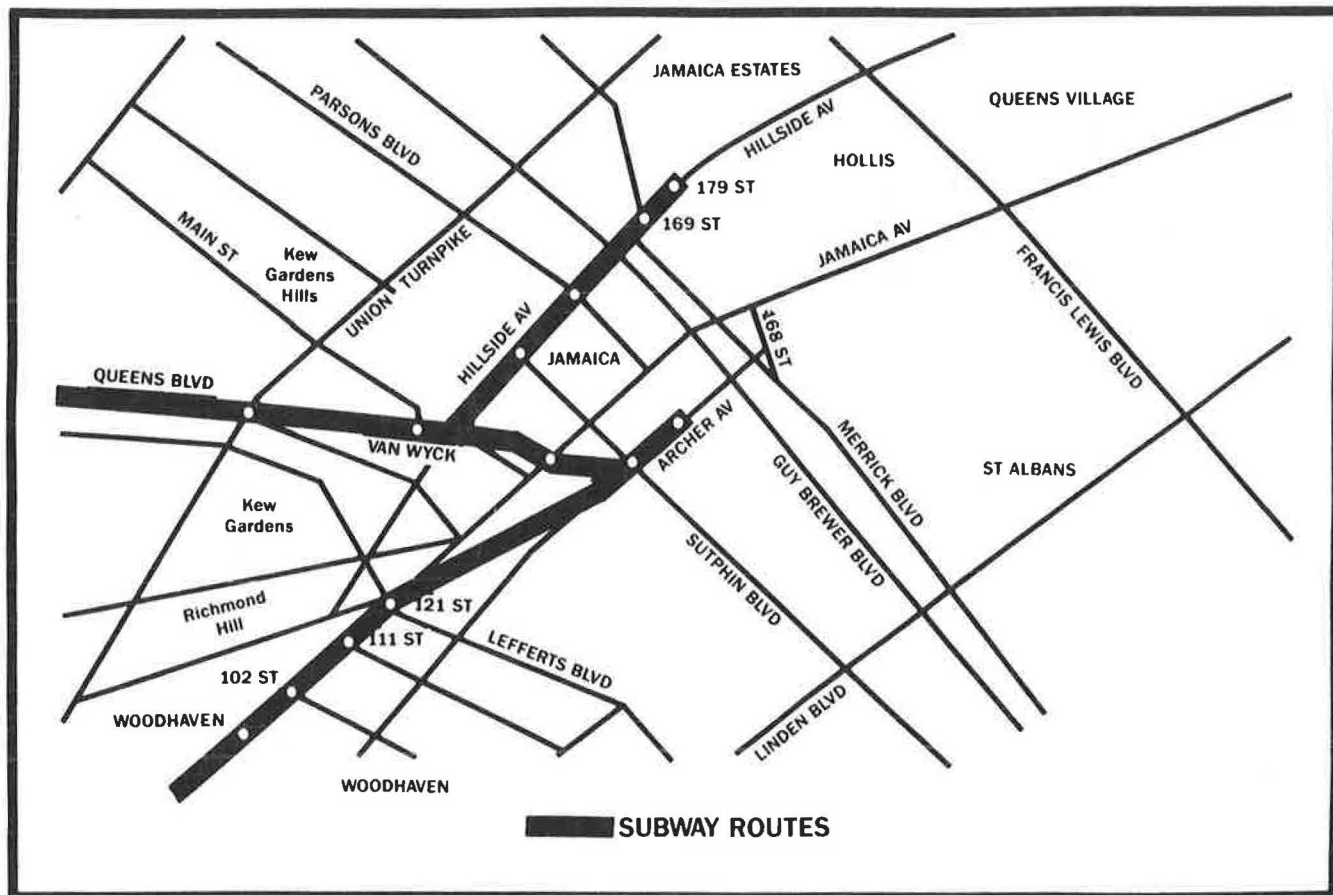 JAMAICA ESTATES
QUEENS VILLAGE
PARSONS BLVD
HILLSIDE AV
HOLLIS
179 ST
169 ST
MAIN ST
Kew
Gardens
Hills
UNION TURNPIKE
JAMAICA AV
FRANCIS LEWIS BLVD
HILLSIDE AV
168 ST
JAMAICA
QUEENS BLVD
VAN WYCK
ARCHER AV
MERRICK BLVD
ST ALBANS
GUY BREWER BLVD
Kew
Gardens
SUTPHIN BLVD
Richmond
Hill
121 ST
111 ST
LEFFERTS BLVD
102 ST
WOODHAVEN
LINDEN BLVD
WOODHAVEN
SUBWAY ROUTES